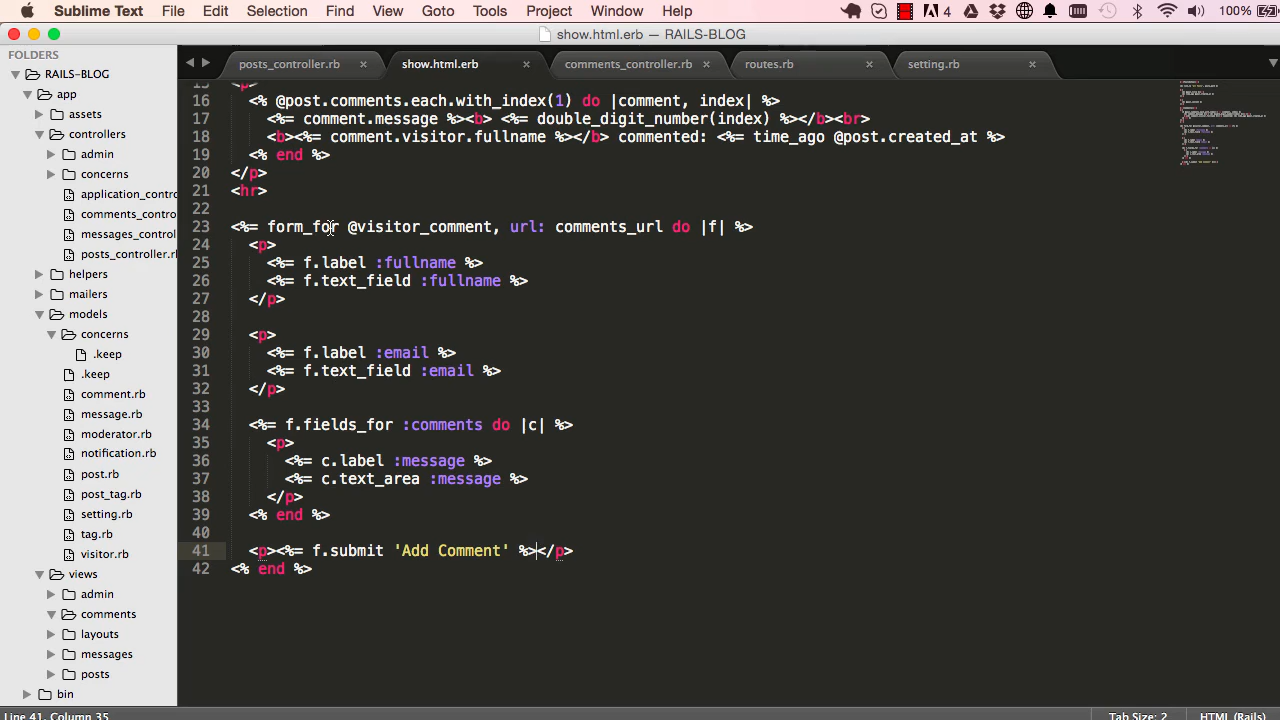 Sublime Text File Edit Selection Find View Goto Tools Project Window Help 4 100%
show.html.erb — RAILS-BLOG
FOLDERS
RAILS-BLOG
app
assets
controllers
admin
concerns
application_contro
comments_contro
messages_control
posts_controller.rb
helpers
mailers
models
concerns
.keep
.keep
comment.rb
message.rb
moderator.rb
notification.rb
post.rb
post_tag.rb
setting.rb
tag.rb
visitor.rb
views
admin
comments
layouts
messages
posts
bin
posts_controller.rb × show.html.erb × comments_controller.rb × routes.rb × setting.rb ×
15 <p>
16 <% @post.comments.each.with_index(1) do |comment, index| %>
17 <%= comment.message %><b> <%= double_digit_number(index) %></b><br>
18 <b><%= comment.visitor.fullname %></b> commented: <%= time_ago @post.created_at %>
19 <% end %>
20 </p>
21 <hr>
22
23 <%= form_for @visitor_comment, url: comments_url do |f| %>
24 <p>
25 <%= f.label :fullname %>
26 <%= f.text_field :fullname %>
27 </p>
28
29 <p>
30 <%= f.label :email %>
31 <%= f.text_field :email %>
32 </p>
33
34 <%= f.fields_for :comments do |c| %>
35 <p>
36 <%= c.label :message %>
37 <%= c.text_area :message %>
38 </p>
39 <% end %>
40
41 <p><%= f.submit 'Add Comment' %></p>
42 <% end %>
Line 41, Column 35 Tab Size: 2 HTML (Rails)